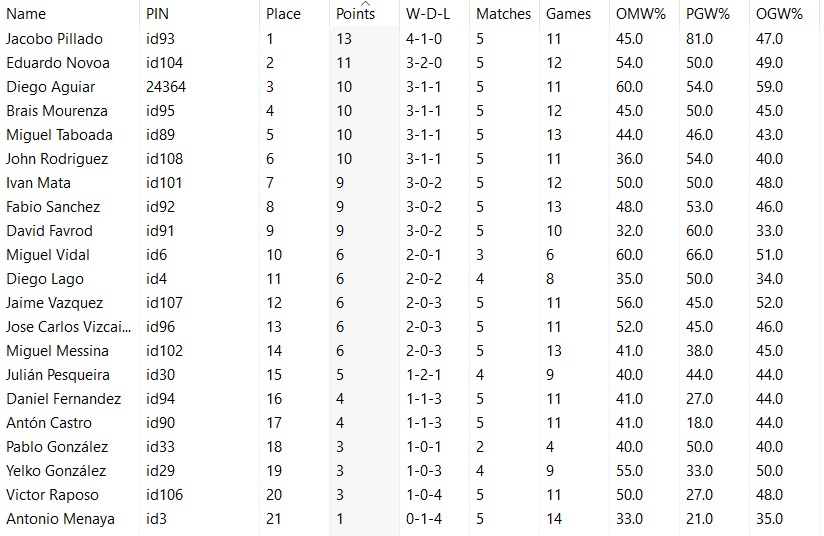 Name PIN Place Points W-D-L Matches Games OMW% PGW% OGW%
Jacobo Pillado id93 1 13 4-1-0 5 11 45.0 81.0 47.0
Eduardo Novoa id104 2 11 3-2-0 5 12 54.0 50.0 49.0
Diego Aguiar 24364 3 10 3-1-1 5 11 60.0 54.0 59.0
Brais Mourenza id95 4 10 3-1-1 5 12 45.0 50.0 45.0
Miguel Taboada id89 5 10 3-1-1 5 13 44.0 46.0 43.0
John Rodriguez id108 6 10 3-1-1 5 11 36.0 54.0 40.0
Ivan Mata id101 7 9 3-0-2 5 12 50.0 50.0 48.0
Fabio Sanchez id92 8 9 3-0-2 5 13 48.0 53.0 46.0
David Favrod id91 9 9 3-0-2 5 10 32.0 60.0 33.0
Miguel Vidal id6 10 6 2-0-1 3 6 60.0 66.0 51.0
Diego Lago id4 11 6 2-0-2 4 8 35.0 50.0 34.0
Jaime Vazquez id107 12 6 2-0-3 5 11 56.0 45.0 52.0
Jose Carlos Vizcai... id96 13 6 2-0-3 5 11 52.0 45.0 46.0
Miguel Messina id102 14 6 2-0-3 5 13 41.0 38.0 45.0
Julián Pesqueira id30 15 5 1-2-1 4 9 40.0 44.0 44.0
Daniel Fernandez id94 16 4 1-1-3 5 11 41.0 27.0 44.0
Antón Castro id90 17 4 1-1-3 5 11 41.0 18.0 44.0
Pablo González id33 18 3 1-0-1 2 4 40.0 50.0 40.0
Yelko González id29 19 3 1-0-3 4 9 55.0 33.0 50.0
Victor Raposo id106 20 3 1-0-4 5 11 50.0 27.0 48.0
Antonio Menaya id3 21 1 0-1-4 5 14 33.0 21.0 35.0